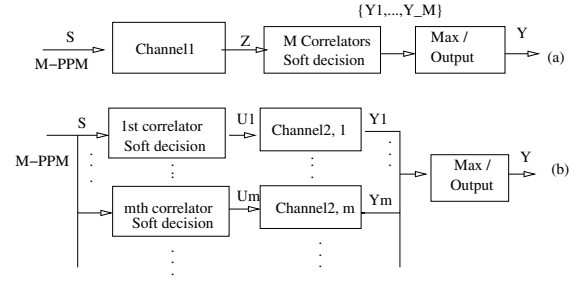 {Y1,...,Y_M}
S
M−PPM
Channel1
Z
M Correlators
Soft decision
Max /
Output
Y
(a)
S
M−PPM
1st correlator
Soft decision
U1
Channel2, 1
Y1
Max /
Output
Y
(b)
mth correlator
Soft decision
Um
Channel2, m
Ym